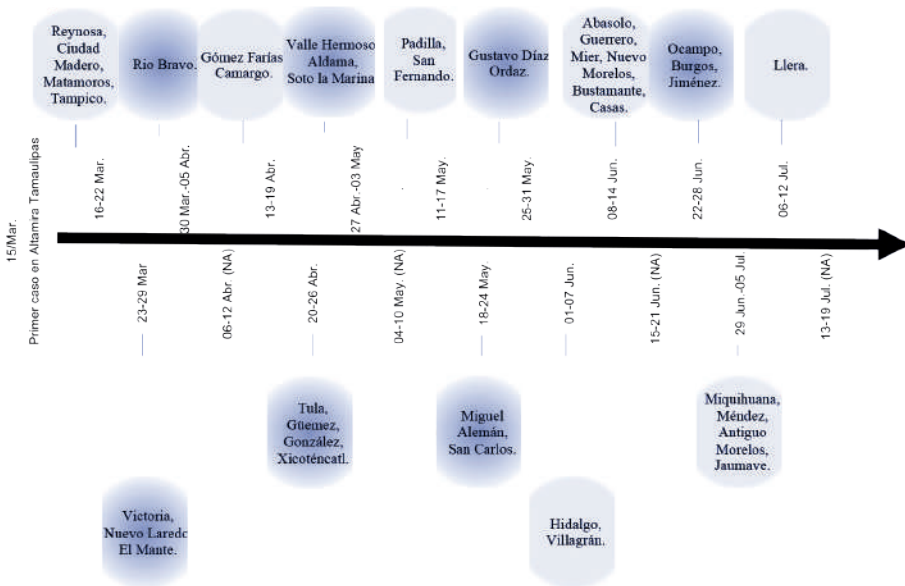 Reynosa,
Ciudad
Madero,
Matamoros,
Tampico.
Rio Bravo.
Gómez Farías
Camargo.
Valle Hermoso
Aldama,
Soto la Marina
Padilla,
San
Fernando.
Gustavo Díaz
Ordaz.
Abasolo,
Guerrero,
Mier, Nuevo
Morelos,
Bustamante,
Casas.
Ocampo,
Burgos,
Jiménez.
Llera.
15/Mar.
Primer caso en Altamira Tamaulipas
16-22 Mar.
30 Mar.-05 Abr.
13-19 Abr.
27 Abr.-03 May
11-17 May.
25-31 May.
08-14 Jun.
22-28 Jun.
06-12 Jul.
23-29 Mar
06-12 Abr. (NA)
20-26 Abr.
04-10 May. (NA)
18-24 May.
01-07 Jun.
15-21 Jun. (NA)
29 Jun.-05 Jul.
13-19 Jul. (NA)
Victoria,
Nuevo Laredo
El Mante.
Tula,
Güemez,
González,
Xicoténcatl.
Miguel
Alemán,
San Carlos.
Hidalgo,
Villagrán.
Miquihuana,
Méndez,
Antiguo
Morelos,
Jaumave.